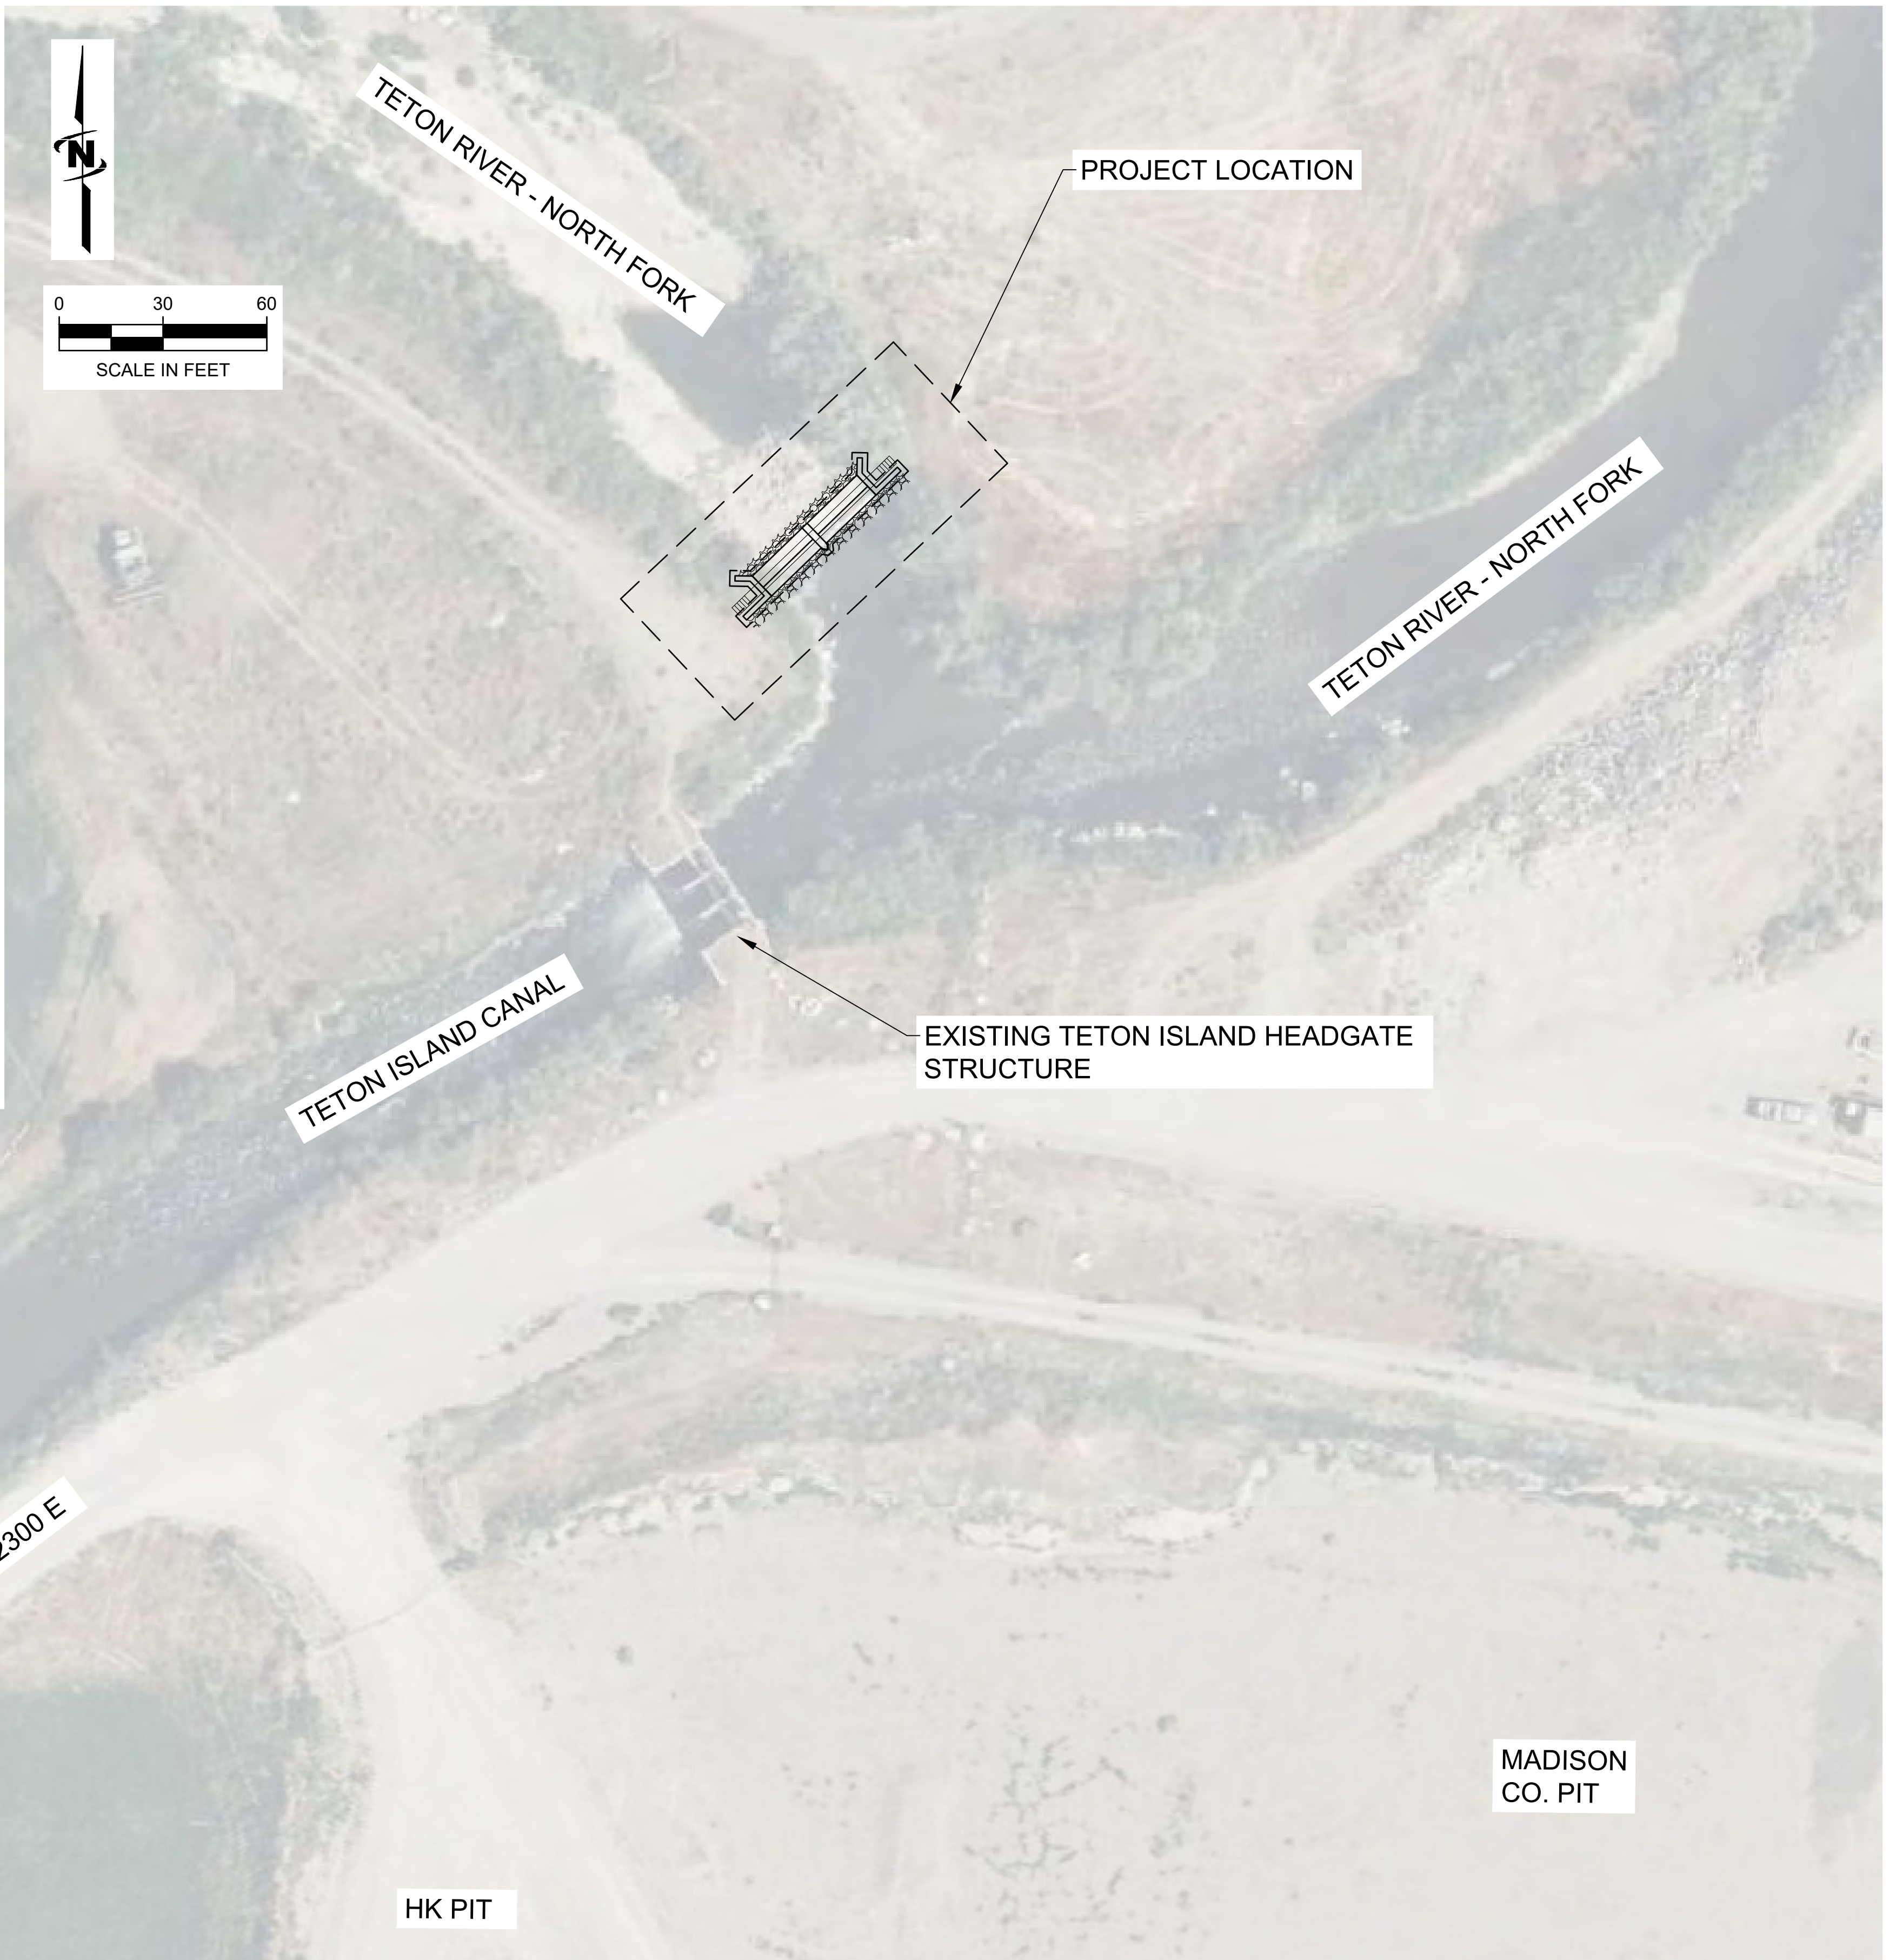 TETON RIVER - NORTH FORK
N
PROJECT LOCATION
0 30 60
SCALE IN FEET
TETON RIVER - NORTH FORK
TETON ISLAND CANAL
EXISTING TETON ISLAND HEADGATE
STRUCTURE
2300 E
MADISON
CO. PIT
HK PIT